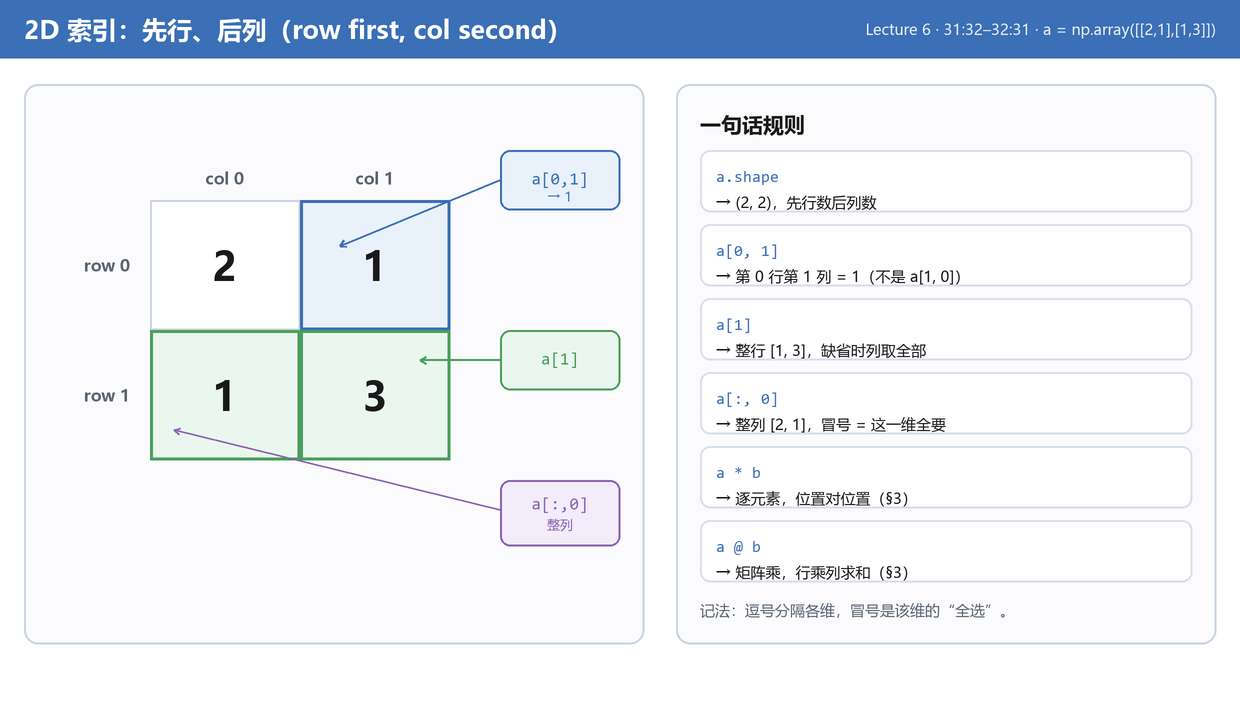 2D 索引：先行、后列（row first, col second）
Lecture 6 · 31:32–32:31 · a = np.array([[2,1],[1,3]])
col 0
col 1
row 0
2
1
row 1
1
3
a[0,1]
→ 1
a[1]
a[:,0]
整列
一句话规则
a.shape
→ (2, 2)，先行数后列数
a[0, 1]
→ 第 0 行第 1 列 = 1（不是 a[1, 0]）
a[1]
→ 整行 [1, 3]，缺省时列取全部
a[:, 0]
→ 整列 [2, 1]，冒号 = 这一维全要
a * b
→ 逐元素，位置对位置（§3）
a @ b
→ 矩阵乘，行乘列求和（§3）
记法：逗号分隔各维，冒号是该维的“全选”。